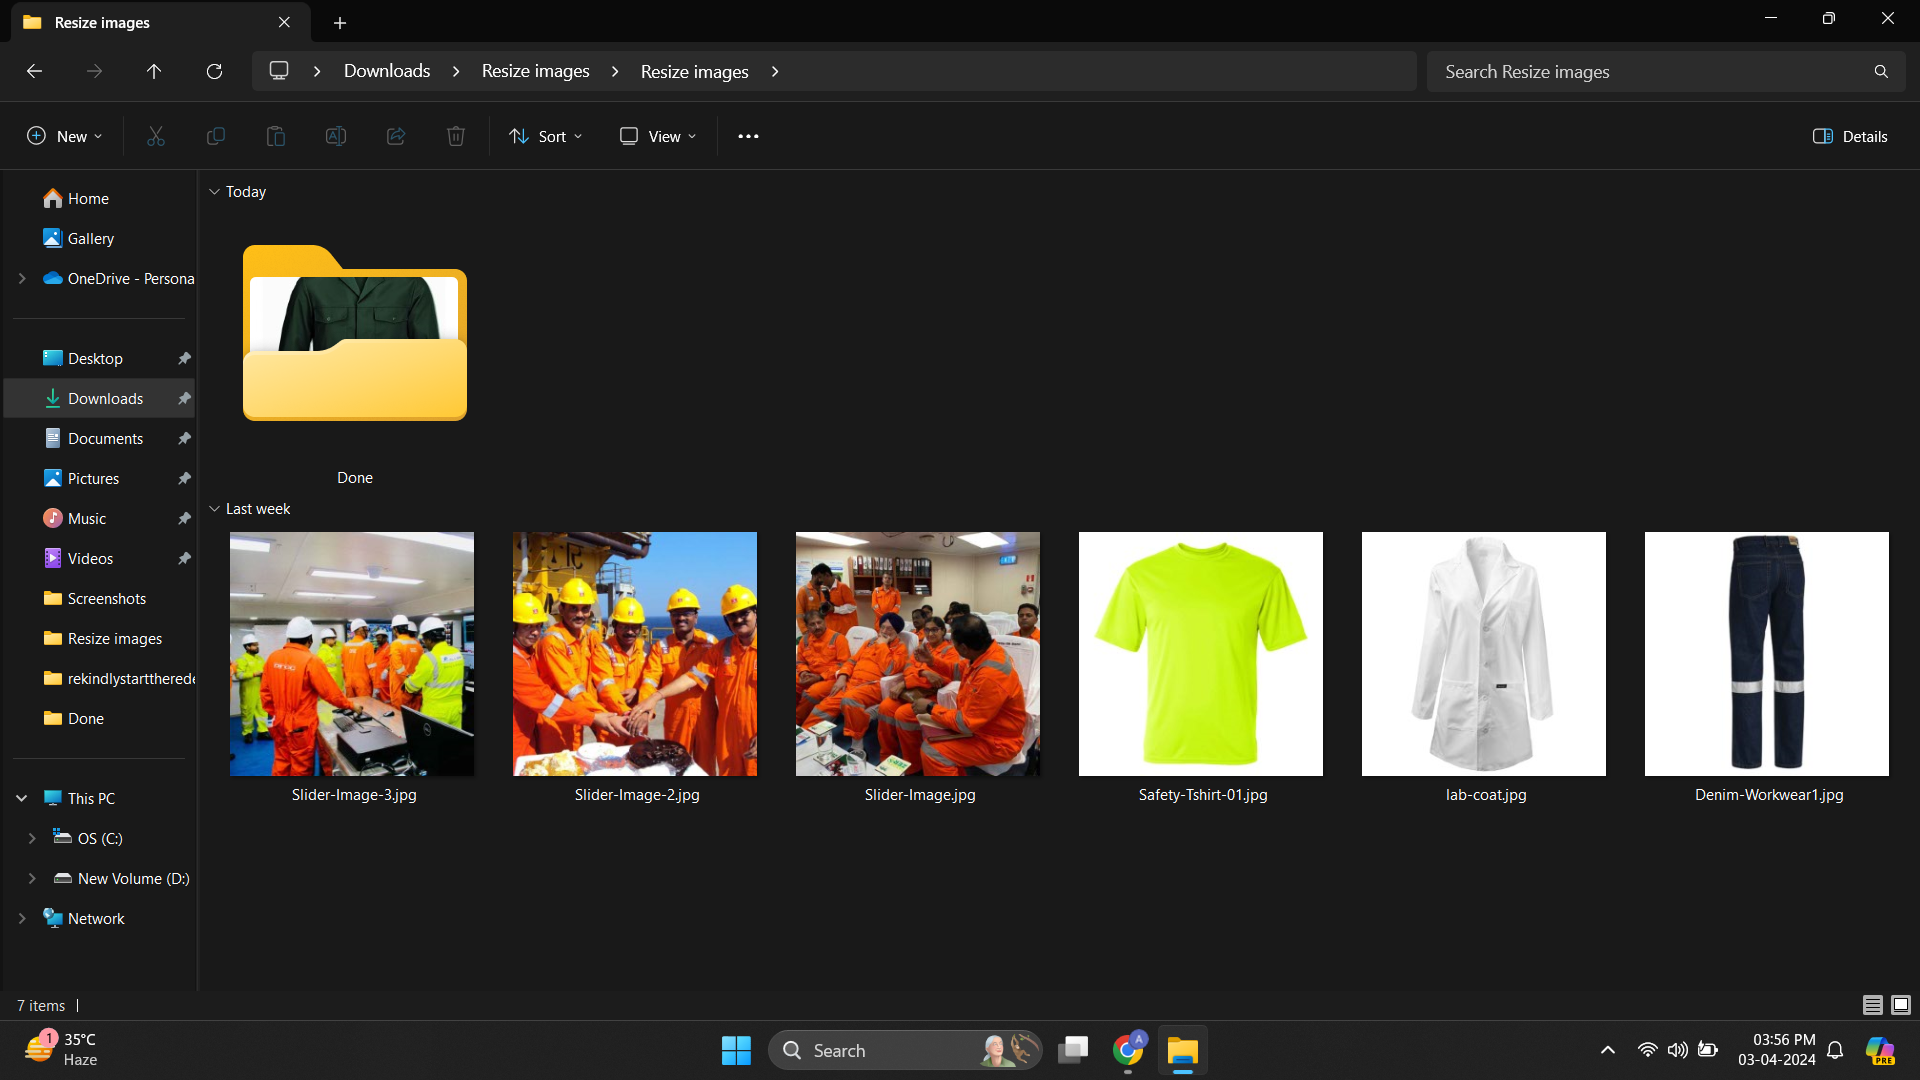 Resize images
Downloads
Resize images
Resize images
Search Resize images
New
Sort
View
Details
Home
Gallery
OneDrive - Persona
Desktop
Downloads
Documents
Pictures
Music
Videos
Screenshots
Resize images
rekindlystarttherede
Done
This PC
OS (C:)
New Volume (D:)
Network
Today
Done
Last week
Slider-Image-3.jpg
Slider-Image-2.jpg
Slider-Image.jpg
Safety-Tshirt-01.jpg
lab-coat.jpg
Denim-Workwear1.jpg
7 items
1
35°C
Haze
Search
A
03:56 PM
03-04-2024
PRE